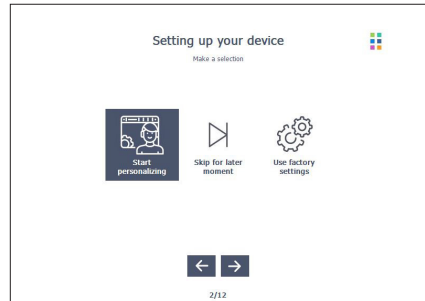 Setting up your device
Make a selection
Start
personalizing
Skip for later
moment
Use factory
settings
2/12